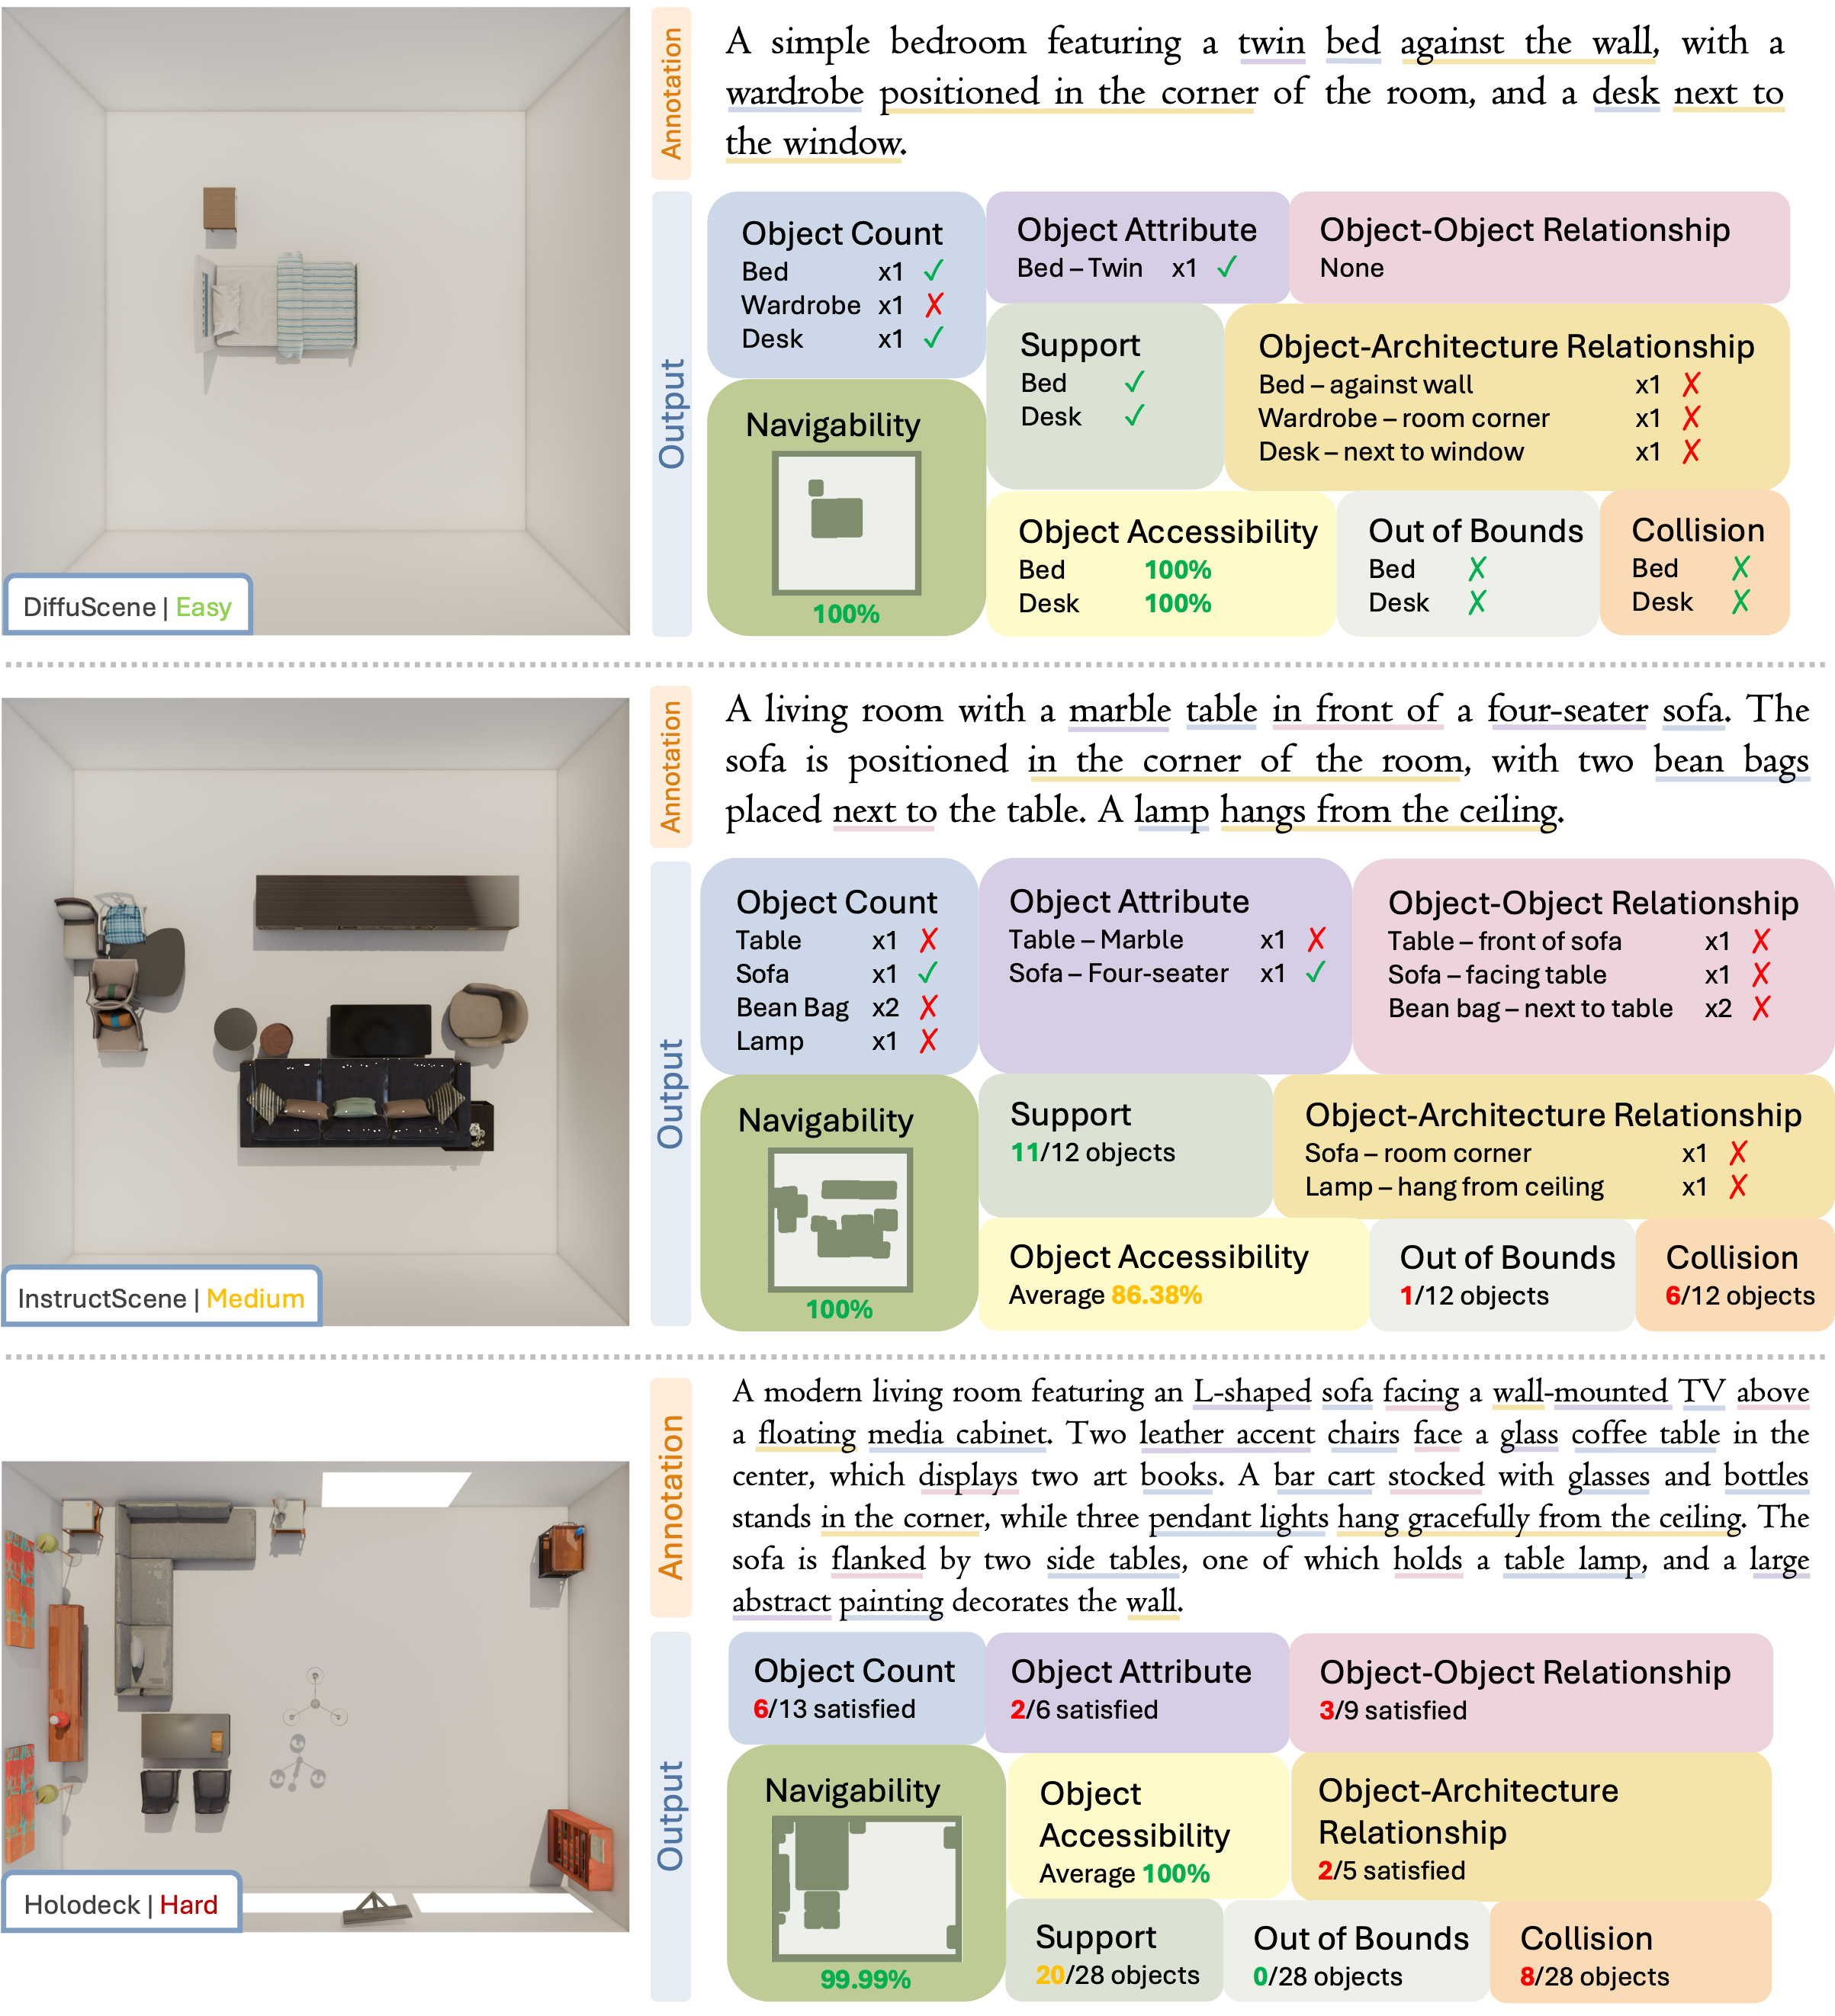 Annotation
A simple bedroom featuring a twin bed against the wall, with a
wardrobe positioned in the corner of the room, and a desk next to
the window.
DiffuScene | Easy
Output
Object Count
Bed x1 ✓
Wardrobe x1 ✗
Desk x1 ✓
Object Attribute
Bed – Twin x1 ✓
Object-Object Relationship
None
Navigability
100%
Support
Bed ✓
Desk ✓
Object-Architecture Relationship
Bed – against wall x1 ✗
Wardrobe – room corner x1 ✗
Desk – next to window x1 ✗
Object Accessibility
Bed 100%
Desk 100%
Out of Bounds
Bed ✗
Desk ✗
Collision
Bed ✗
Desk ✗
Annotation
A living room with a marble table in front of a four-seater sofa. The
sofa is positioned in the corner of the room, with two bean bags
placed next to the table. A lamp hangs from the ceiling.
InstructScene | Medium
Output
Object Count
Table x1 ✗
Sofa x1 ✓
Bean Bag x2 ✗
Lamp x1 ✗
Object Attribute
Table – Marble x1 ✗
Sofa – Four-seater x1 ✓
Object-Object Relationship
Table – front of sofa x1 ✗
Sofa – facing table x1 ✗
Bean bag – next to table x2 ✗
Navigability
100%
Support
11/12 objects
Object-Architecture Relationship
Sofa – room corner x1 ✗
Lamp – hang from ceiling x1 ✗
Object Accessibility
Average 86.38%
Out of Bounds
1/12 objects
Collision
6/12 objects
Annotation
A modern living room featuring an L-shaped sofa facing a wall-mounted TV above
a floating media cabinet. Two leather accent chairs face a glass coffee table in the
center, which displays two art books. A bar cart stocked with glasses and bottles
stands in the corner, while three pendant lights hang gracefully from the ceiling. The
sofa is flanked by two side tables, one of which holds a table lamp, and a large
abstract painting decorates the wall.
Holodeck | Hard
Output
Object Count
6/13 satisfied
Object Attribute
2/6 satisfied
Object-Object Relationship
3/9 satisfied
Navigability
99.99%
Object
Accessibility
Average 100%
Object-Architecture
Relationship
2/5 satisfied
Support
20/28 objects
Out of Bounds
0/28 objects
Collision
8/28 objects